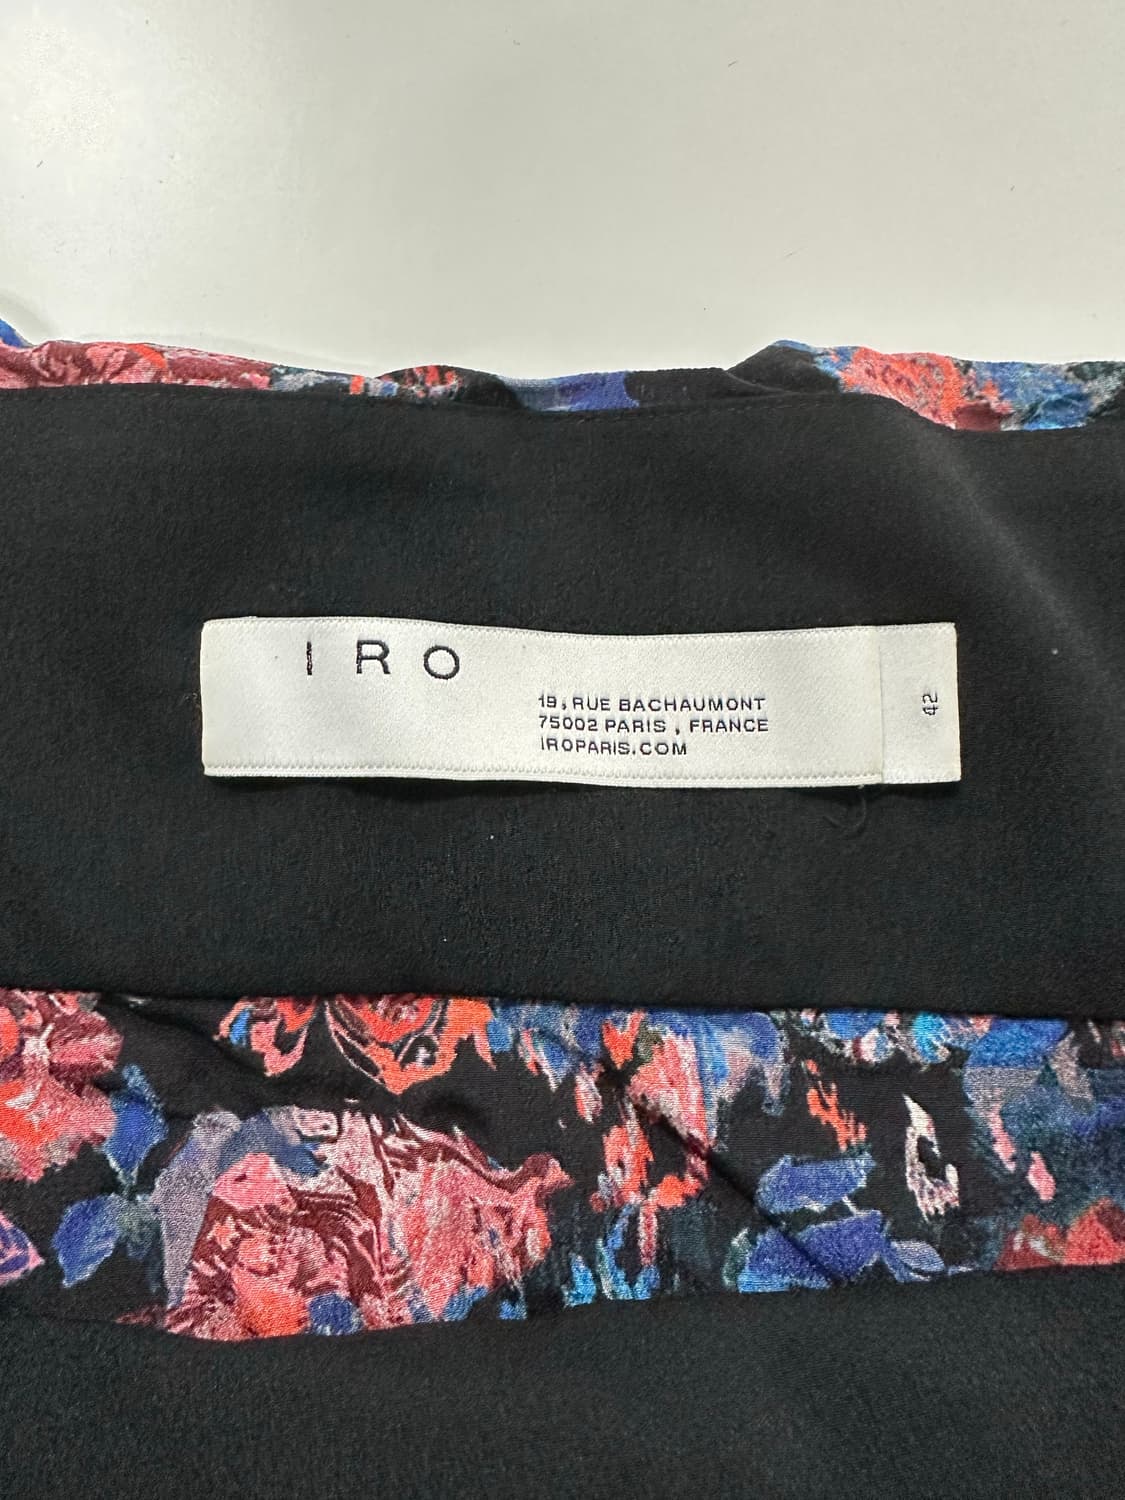 IRO
19, RUE BACHAUMONT
75002 PARIS , FRANCE
IROPARIS.COM
42